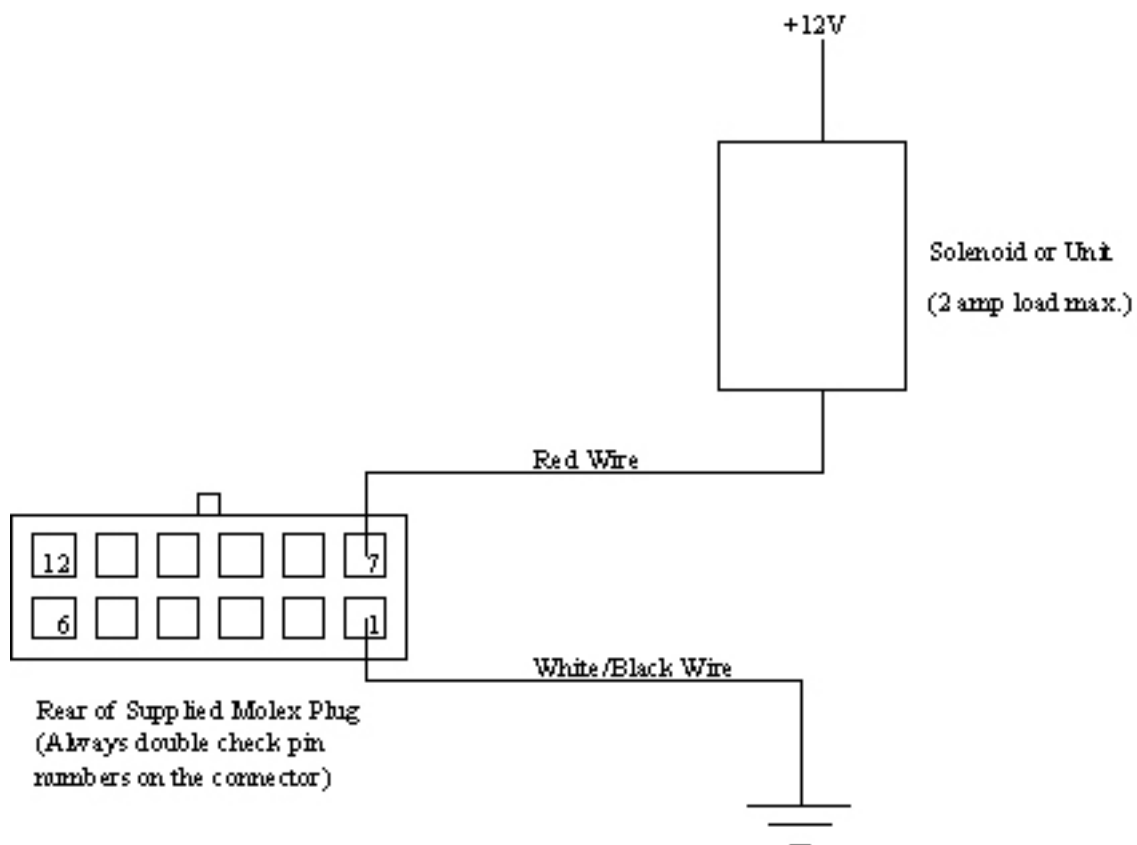 +12V
Solenoid or Unit
(2 amp load max.)
Red Wire
12
7
6
1
White/Black Wire
Rear of Supplied Molex Plug
(Always double check pin
numbers on the connector)